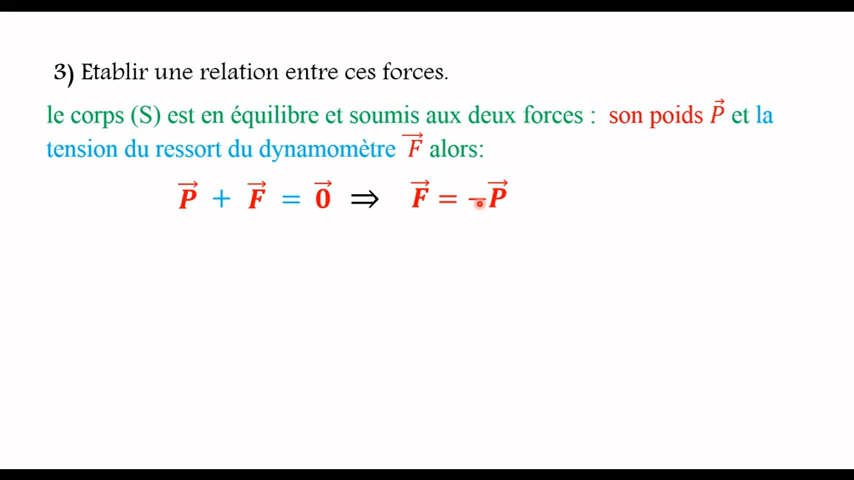 3) Etablir une relation entre ces forces.
le corps (S) est en équilibre et soumis aux deux forces : son poids P⃗ et la
tension du ressort du dynamomètre F⃗ alors:
P⃗ + F⃗ = 0⃗ ⇒ F⃗ = −P⃗